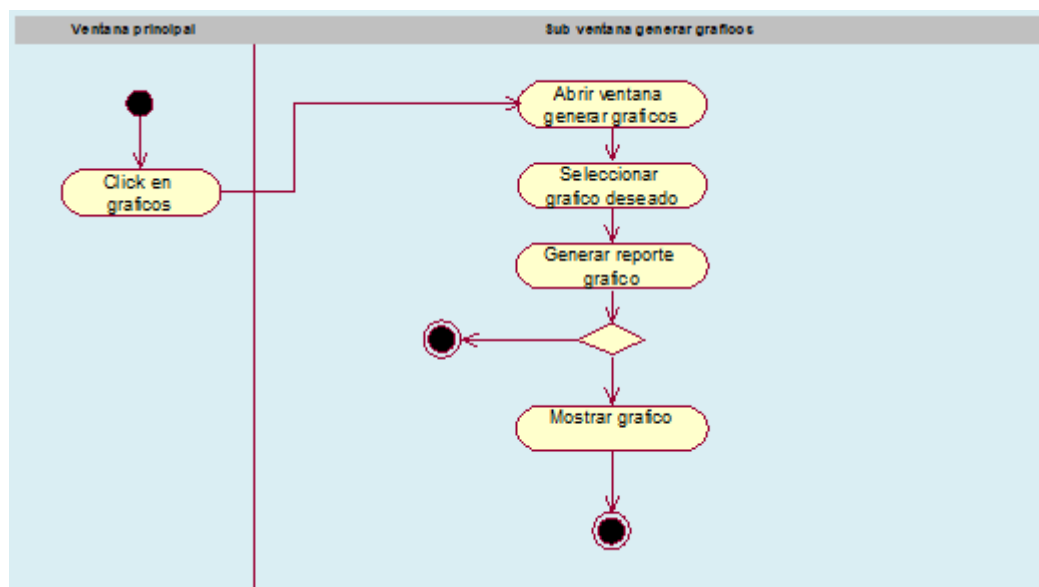 Ventana principal
Sub ventana generar graficos
Abrir ventana
generar graficos
Click en
graficos
Seleccionar
grafico deseado
Generar reporte
grafico
Mostrar grafico